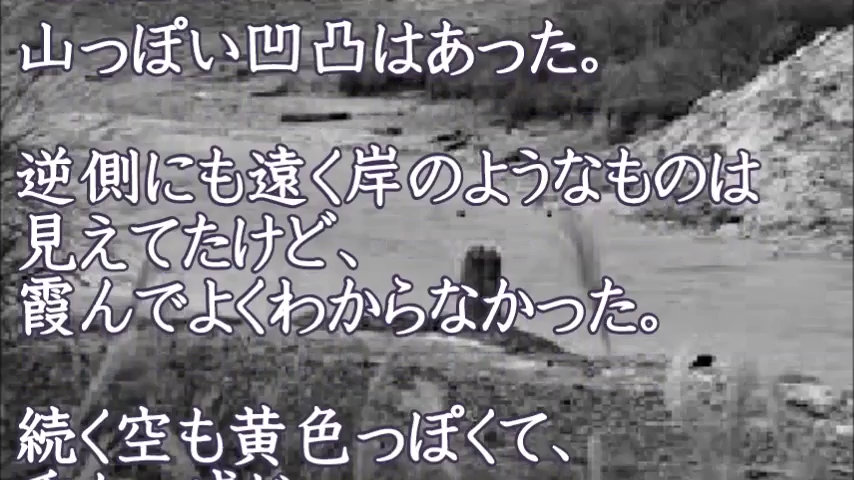 山っぽい凹凸はあった。
逆側にも遠く岸のようなものは
見えてたけど、
霞んでよくわからなかった。
続く空も黄色っぽくて、